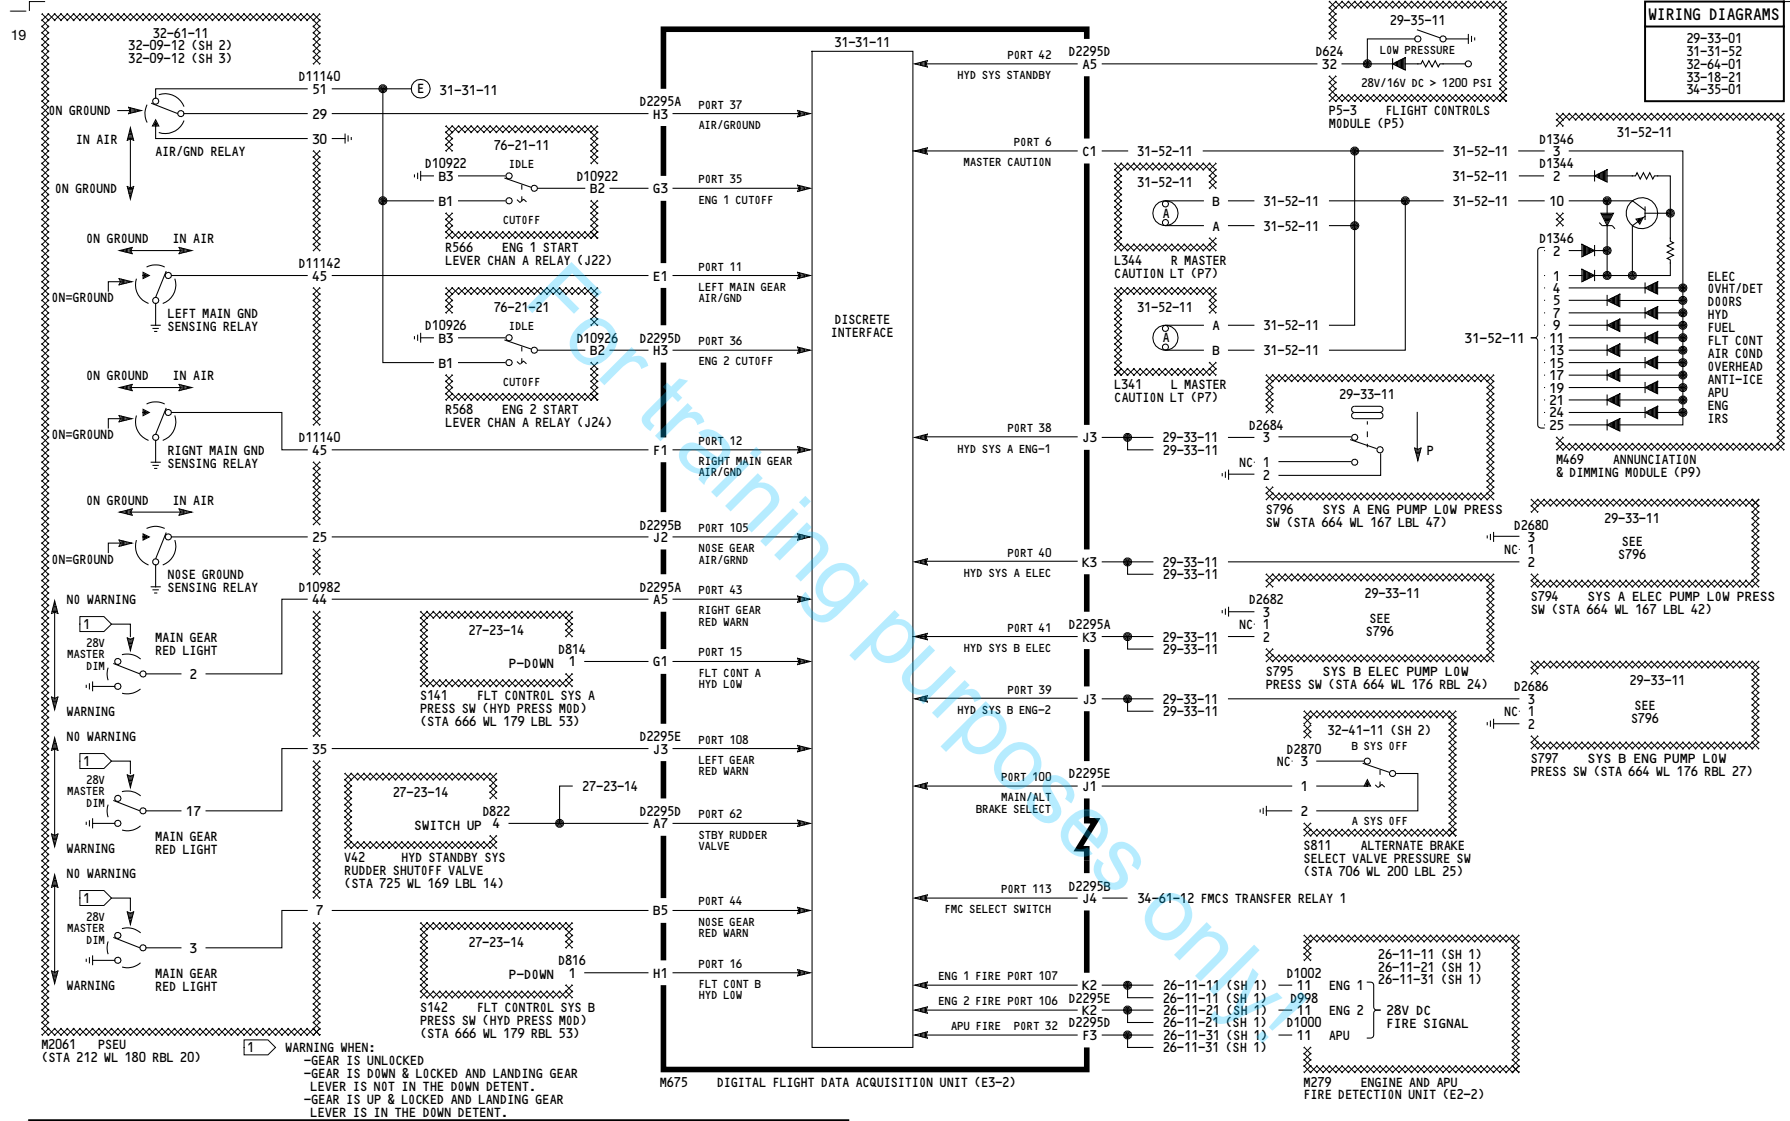 19
32-61-11
32-09-12 (SH 2)
32-09-12 (SH 3)
D11140
51
E 31-31-11
ON GROUND
29
IN AIR
30
AIR/GND RELAY
ON GROUND
ON GROUND IN AIR
D11142
45
ON=GROUND
LEFT MAIN GND
SENSING RELAY
ON GROUND IN AIR
ON=GROUND
D11140
45
RIGHT MAIN GND
SENSING RELAY
ON GROUND IN AIR
25
ON=GROUND
NOSE GROUND
SENSING RELAY
D10982
44
NO WARNING
1
28V
MASTER
DIM
MAIN GEAR
RED LIGHT
2
WARNING
NO WARNING
1
28V
MASTER
DIM
35
17
MAIN GEAR
RED LIGHT
WARNING
NO WARNING
1
28V
MASTER
DIM
7
3
MAIN GEAR
RED LIGHT
WARNING
M2061 PSEU
(STA 212 WL 180 RBL 20)
1 WARNING WHEN:
-GEAR IS UNLOCKED
-GEAR IS DOWN & LOCKED AND LANDING GEAR
LEVER IS NOT IN THE DOWN DETENT.
-GEAR IS UP & LOCKED AND LANDING GEAR
LEVER IS IN THE DOWN DETENT.
76-21-11
D10922
B3
IDLE
D10922
B2
B1
CUTOFF
R566 ENG 1 START
LEVER CHAN A RELAY (J22)
76-21-21
D10926
B3
IDLE
D10926
B2
B1
CUTOFF
R568 ENG 2 START
LEVER CHAN A RELAY (J24)
27-23-14
D814
P-DOWN 1
S141 FLT CONTROL SYS A
PRESS SW (HYD PRESS MOD)
(STA 666 WL 179 LBL 53)
27-23-14
D822
SWITCH UP 4
27-23-14
V42 HYD STANDBY SYS
RUDDER SHUTOFF VALVE
(STA 725 WL 169 LBL 14)
27-23-14
D816
P-DOWN 1
S142 FLT CONTROL SYS B
PRESS SW (HYD PRESS MOD)
(STA 666 WL 179 RBL 53)
31-31-11
DISCRETE
INTERFACE
D2295A
H3
PORT 37
AIR/GROUND
G3
PORT 35
ENG 1 CUTOFF
E1
PORT 11
LEFT MAIN GEAR
AIR/GND
D2295D
H3
PORT 36
ENG 2 CUTOFF
F1
PORT 12
RIGHT MAIN GEAR
AIR/GND
D2295B
J2
PORT 105
NOSE GEAR
AIR/GRND
D2295A
A5
PORT 43
RIGHT GEAR
RED WARN
G1
PORT 15
FLT CONT A
HYD LOW
D2295E
J3
PORT 108
LEFT GEAR
RED WARN
D2295D
A7
PORT 62
STBY RUDDER
VALVE
B5
PORT 44
NOSE GEAR
RED WARN
H1
PORT 16
FLT CONT B
HYD LOW
M675 DIGITAL FLIGHT DATA ACQUISITION UNIT (E3-2)
PORT 42
HYD SYS STANDBY
D2295D
A5
PORT 6
MASTER CAUTION
C1 31-52-11
PORT 38
HYD SYS A ENG-1
J3 29-33-11
29-33-11
PORT 40
HYD SYS A ELEC
K3 29-33-11
29-33-11
PORT 41
HYD SYS B ELEC
D2295A
K3 29-33-11
29-33-11
PORT 39
HYD SYS B ENG-2
J3 29-33-11
29-33-11
PORT 100
MAIN/ALT
BRAKE SELECT
D2295E
J1
PORT 113
FMC SELECT SWITCH
D2295B
J4 34-61-12 FMCS TRANSFER RELAY 1
ENG 1 FIRE PORT 107
K2 26-11-11 (SH 1)
26-11-11 (SH 1)
ENG 2 FIRE PORT 106
D2295E
K2 26-11-21 (SH 1)
26-11-21 (SH 1)
APU FIRE PORT 32
D2295D
F3 26-11-31 (SH 1)
26-11-31 (SH 1)
29-35-11
D624
32
LOW PRESSURE
28V/16V DC > 1200 PSI
P5-3 FLIGHT CONTROLS
MODULE (P5)
WIRING DIAGRAMS
29-33-01
31-31-52
32-64-01
33-18-21
34-35-01
31-52-11
A
B 31-52-11
A 31-52-11
L344 R MASTER
CAUTION LT (P7)
31-52-11
A
A 31-52-11
B 31-52-11
L341 L MASTER
CAUTION LT (P7)
31-52-11
31-52-11
31-52-11
31-52-11
D1346
3
D1344
2
10
D1346
2
1
4
5
7
9
11
13
15
17
19
21
24
25
31-52-11
ELEC
OVHT/DET
DOORS
HYD
FUEL
FLT CONT
AIR COND
OVERHEAD
ANTI-ICE
APU
ENG
IRS
M469 ANNUNCIATION
& DIMMING MODULE (P9)
29-33-11
D2684
3
NC 1
2
P
S796 SYS A ENG PUMP LOW PRESS
SW (STA 664 WL 167 LBL 47)
29-33-11
D2680
3
NC 1
2
SEE
S796
S794 SYS A ELEC PUMP LOW PRESS
SW (STA 664 WL 167 LBL 42)
29-33-11
D2682
3
NC 1
2
SEE
S796
S795 SYS B ELEC PUMP LOW
PRESS SW (STA 664 WL 176 RBL 24)
29-33-11
D2686
3
NC 1
2
SEE
S796
S797 SYS B ENG PUMP LOW
PRESS SW (STA 664 WL 176 RBL 27)
32-41-11 (SH 2)
B SYS OFF
D2870
NC 3
1
2
A SYS OFF
S811 ALTERNATE BRAKE
SELECT VALVE PRESSURE SW
(STA 706 WL 200 LBL 25)
26-11-11 (SH 1)
26-11-21 (SH 1)
26-11-31 (SH 1)
D1002
11 ENG 1
D998
11 ENG 2
D1000
11 APU
28V DC
FIRE SIGNAL
M279 ENGINE AND APU
FIRE DETECTION UNIT (E2-2)
For training purposes only!